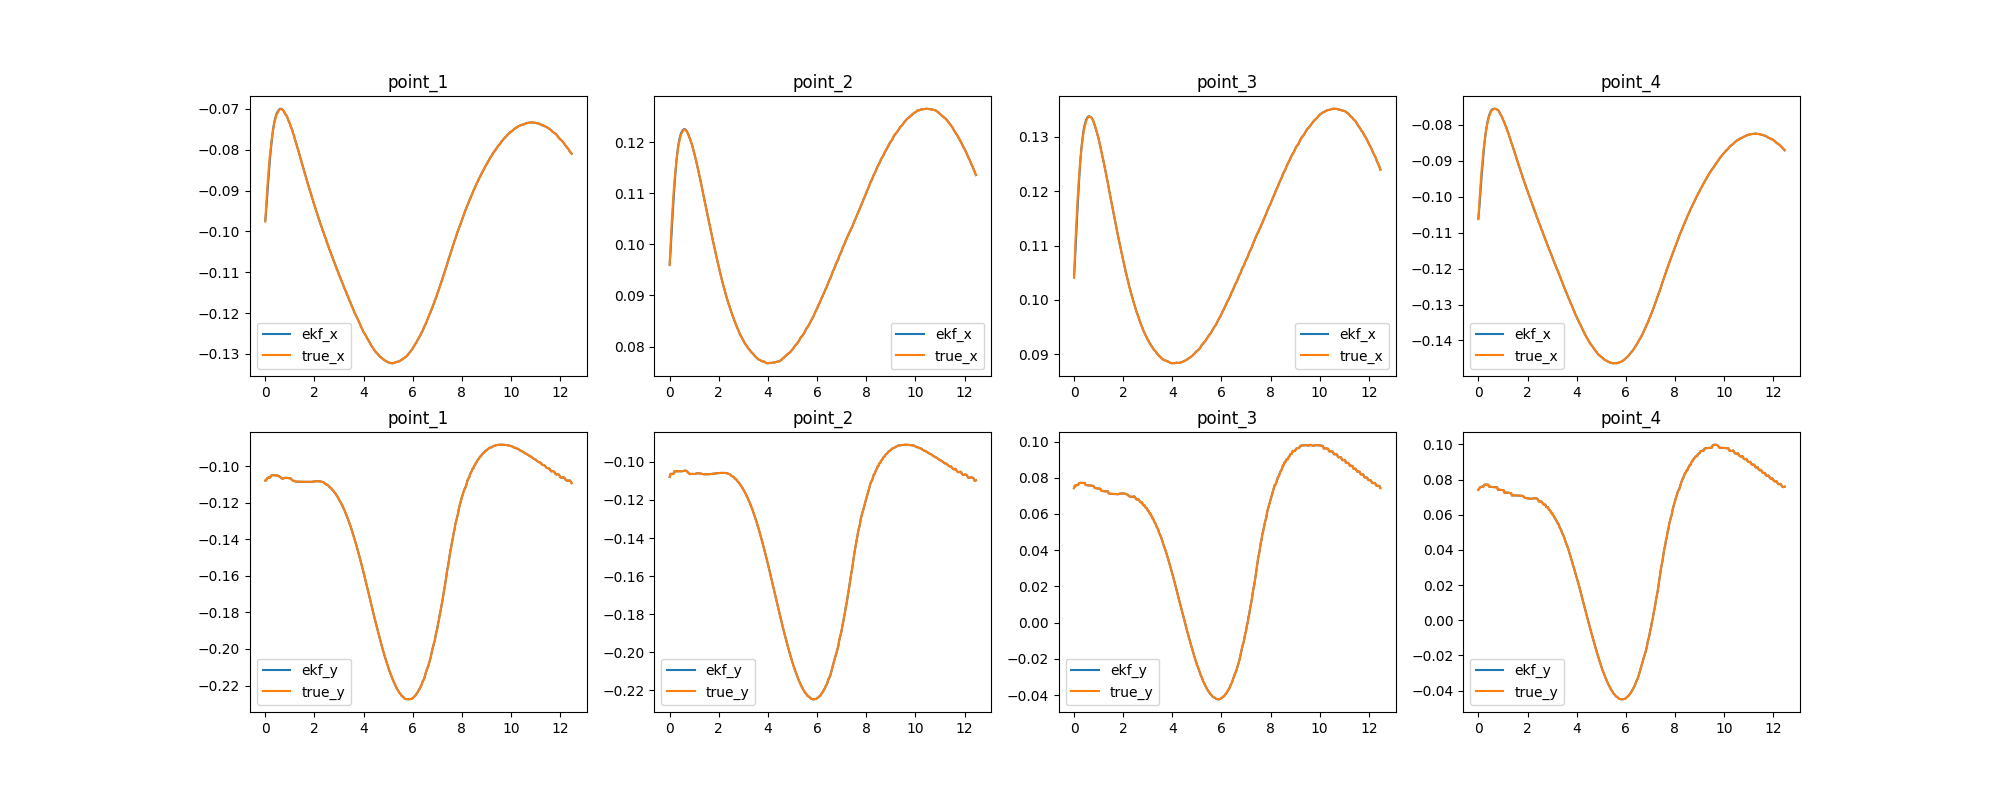 point_1
−0.07
−0.08
−0.09
−0.10
−0.11
−0.12
−0.13
ekf_x
true_x
0 2 4 6 8 10 12
point_2
0.12
0.11
0.10
0.09
0.08
ekf_x
true_x
0 2 4 6 8 10 12
point_3
0.13
0.12
0.11
0.10
0.09
ekf_x
true_x
0 2 4 6 8 10 12
point_4
−0.08
−0.09
−0.10
−0.11
−0.12
−0.13
−0.14
ekf_x
true_x
0 2 4 6 8 10 12
point_1
−0.10
−0.12
−0.14
−0.16
−0.18
−0.20
−0.22
ekf_y
true_y
0 2 4 6 8 10 12
point_2
−0.10
−0.12
−0.14
−0.16
−0.18
−0.20
−0.22
ekf_y
true_y
0 2 4 6 8 10 12
point_3
0.10
0.08
0.06
0.04
0.02
0.00
−0.02
−0.04
ekf_y
true_y
0 2 4 6 8 10 12
point_4
0.10
0.08
0.06
0.04
0.02
0.00
−0.02
−0.04
ekf_y
true_y
0 2 4 6 8 10 12